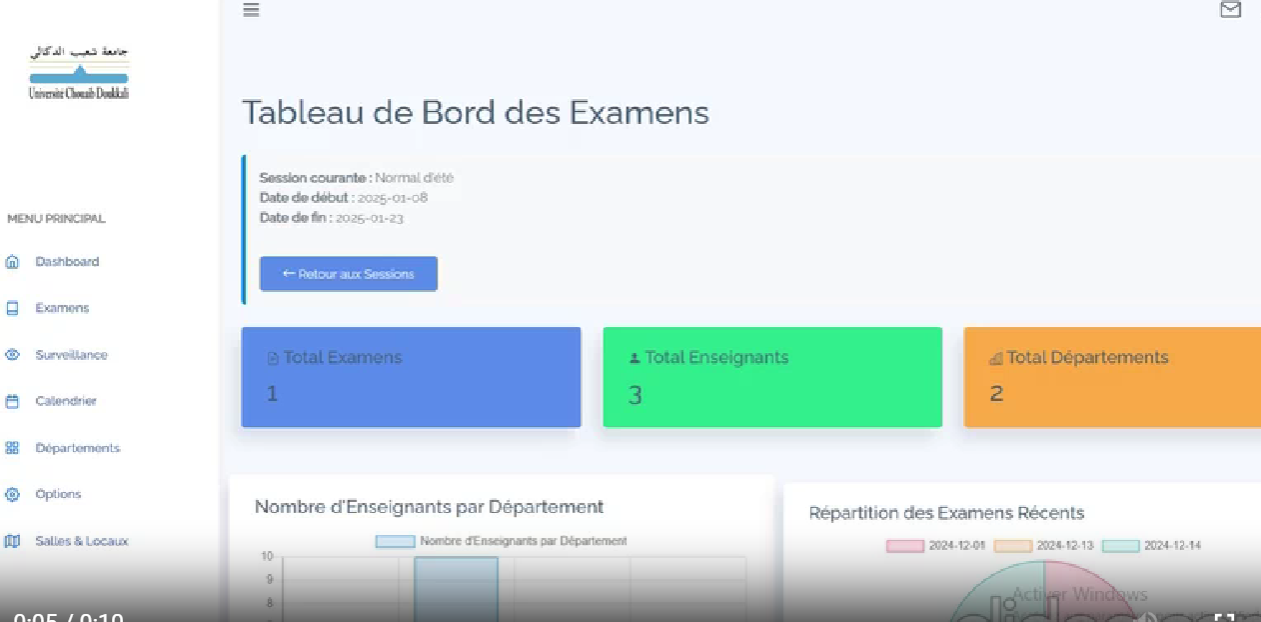 جامعة شعيب الدكالي
Université Chouaib Doukkali
Tableau de Bord des Examens
Session courante : Normal d'été
Date de début : 2025-01-08
Date de fin : 2025-01-23
← Retour aux Sessions
MENU PRINCIPAL
Dashboard
Examens
Surveillance
Calendrier
Départements
Options
Salles & Locaux
Total Examens
1
Total Enseignants
3
Total Départements
2
Nombre d'Enseignants par Département
Nombre d'Enseignants par Département
10
9
8
Répartition des Examens Récents
2024-12-01 2024-12-13 2024-12-14
Activer Windows
0:05 / 0:10